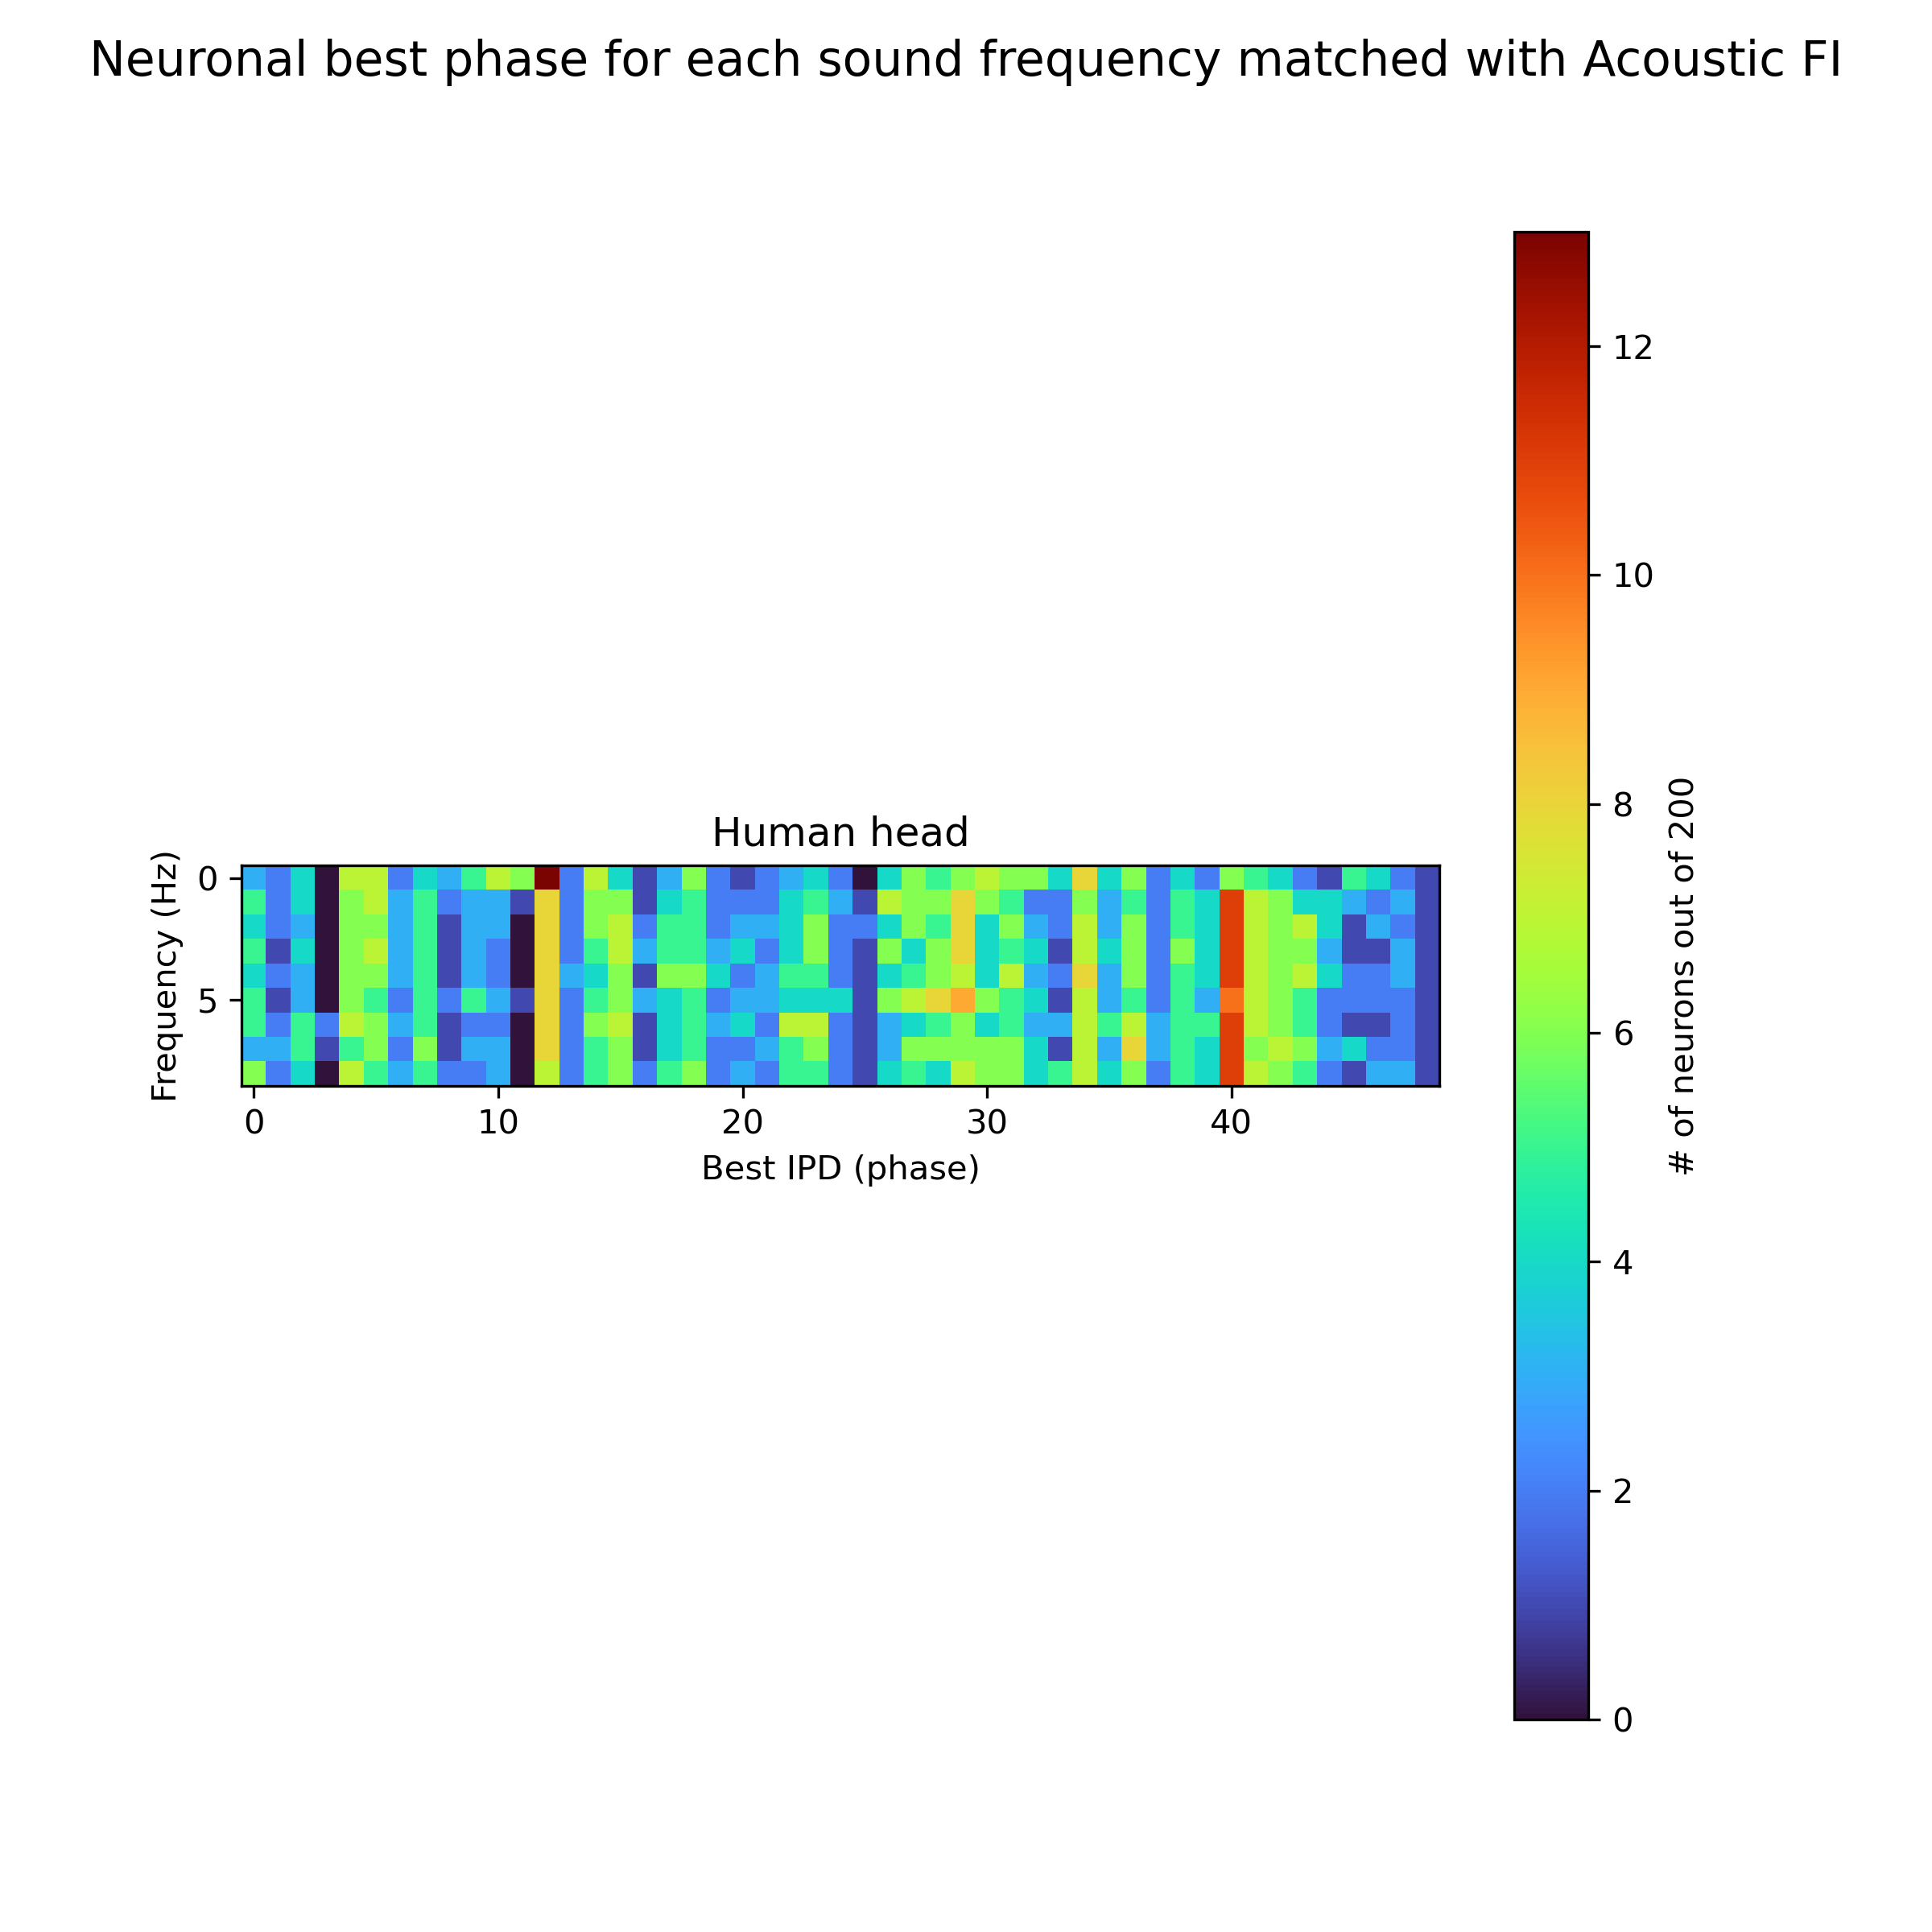 Neuronal best phase for each sound frequency matched with Acoustic FI
Human head
Frequency (Hz)
0
5
0 10 20 30 40
Best IPD (phase)
12
10
8
6
4
2
0
# of neurons out of 200